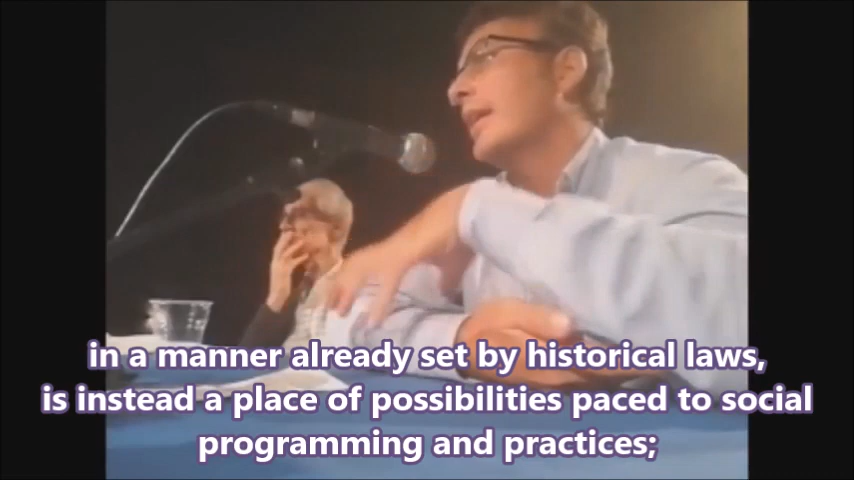 in a manner already set by historical laws,
is instead a place of possibilities paced to social
programming and practices;